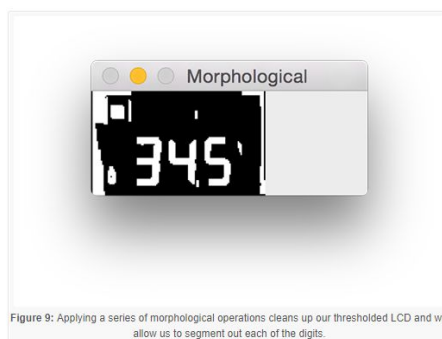 Morphological
345
Figure 9: Applying a series of morphological operations cleans up our thresholded LCD and w
allow us to segment out each of the digits.